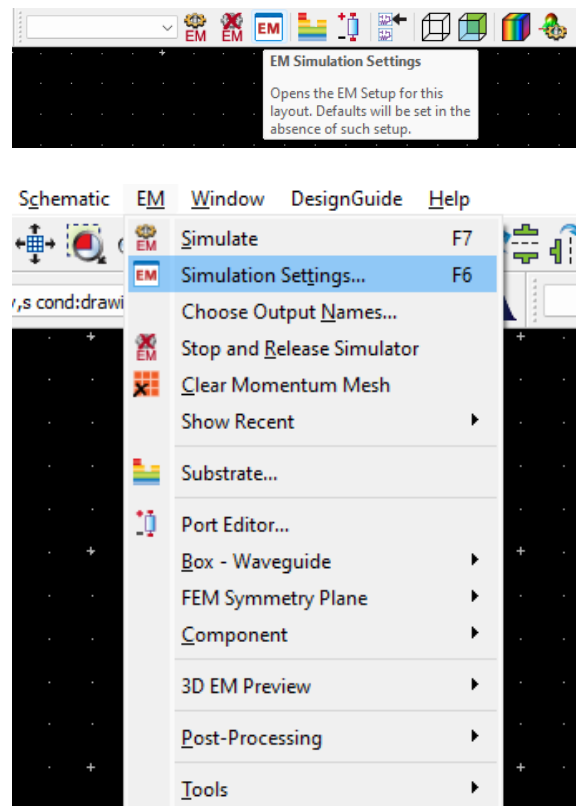 EM EM EM
EM Simulation Settings
Opens the EM Setup for this
layout. Defaults will be set in the
absence of such setup.
Schematic EM Window DesignGuide Help
EM Simulate F7
EM Simulation Settings... F6
,s cond:drawi
Choose Output Names...
EM Stop and Release Simulator
Clear Momentum Mesh
Show Recent
Substrate...
Port Editor...
Box - Waveguide
FEM Symmetry Plane
Component
3D EM Preview
Post-Processing
Tools